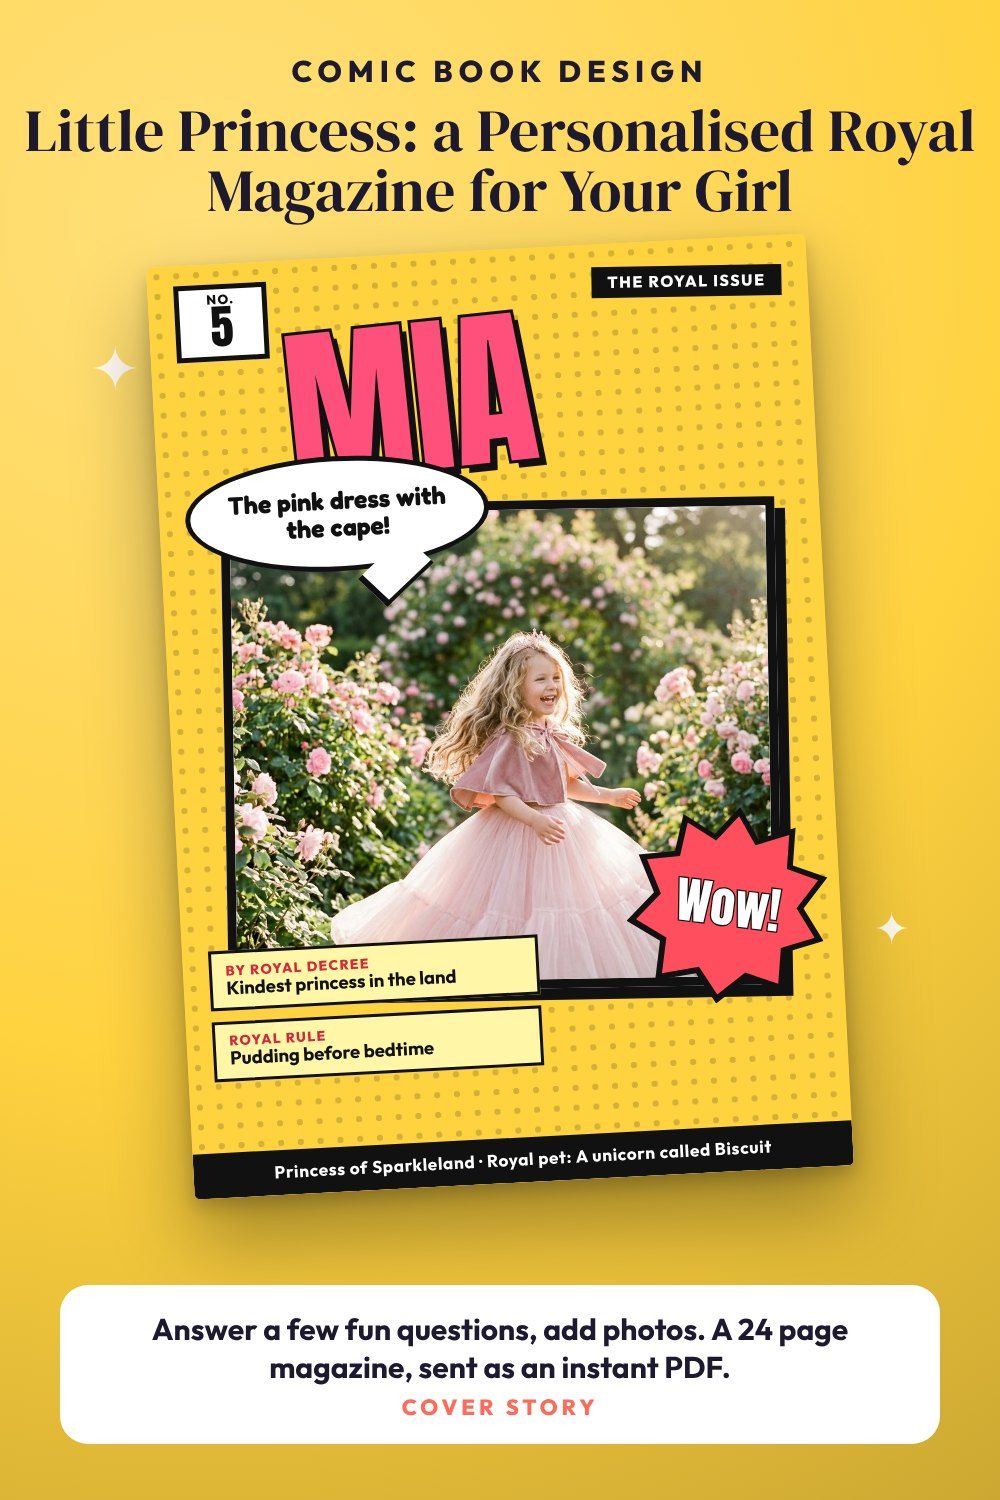 COMIC BOOK DESIGN
Little Princess: a Personalised Royal
Magazine for Your Girl
NO.
5
THE ROYAL ISSUE
MIA
The pink dress with
the cape!
Wow!
BY ROYAL DECREE
Kindest princess in the land
ROYAL RULE
Pudding before bedtime
Princess of Sparkleland · Royal pet: A unicorn called Biscuit
Answer a few fun questions, add photos. A 24 page
magazine, sent as an instant PDF.
COVER STORY